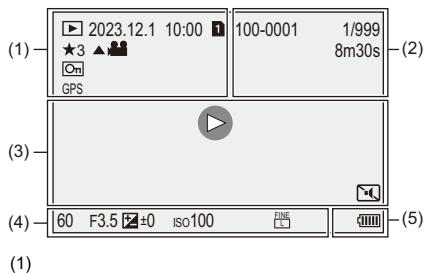 2023.12.1 10:00 1 100-0001 1/999
★3 8m30s
(1) (2)
GPS
(3)
(4) 60 F3.5 ±0 ISO100 FINE L (5)
(1)